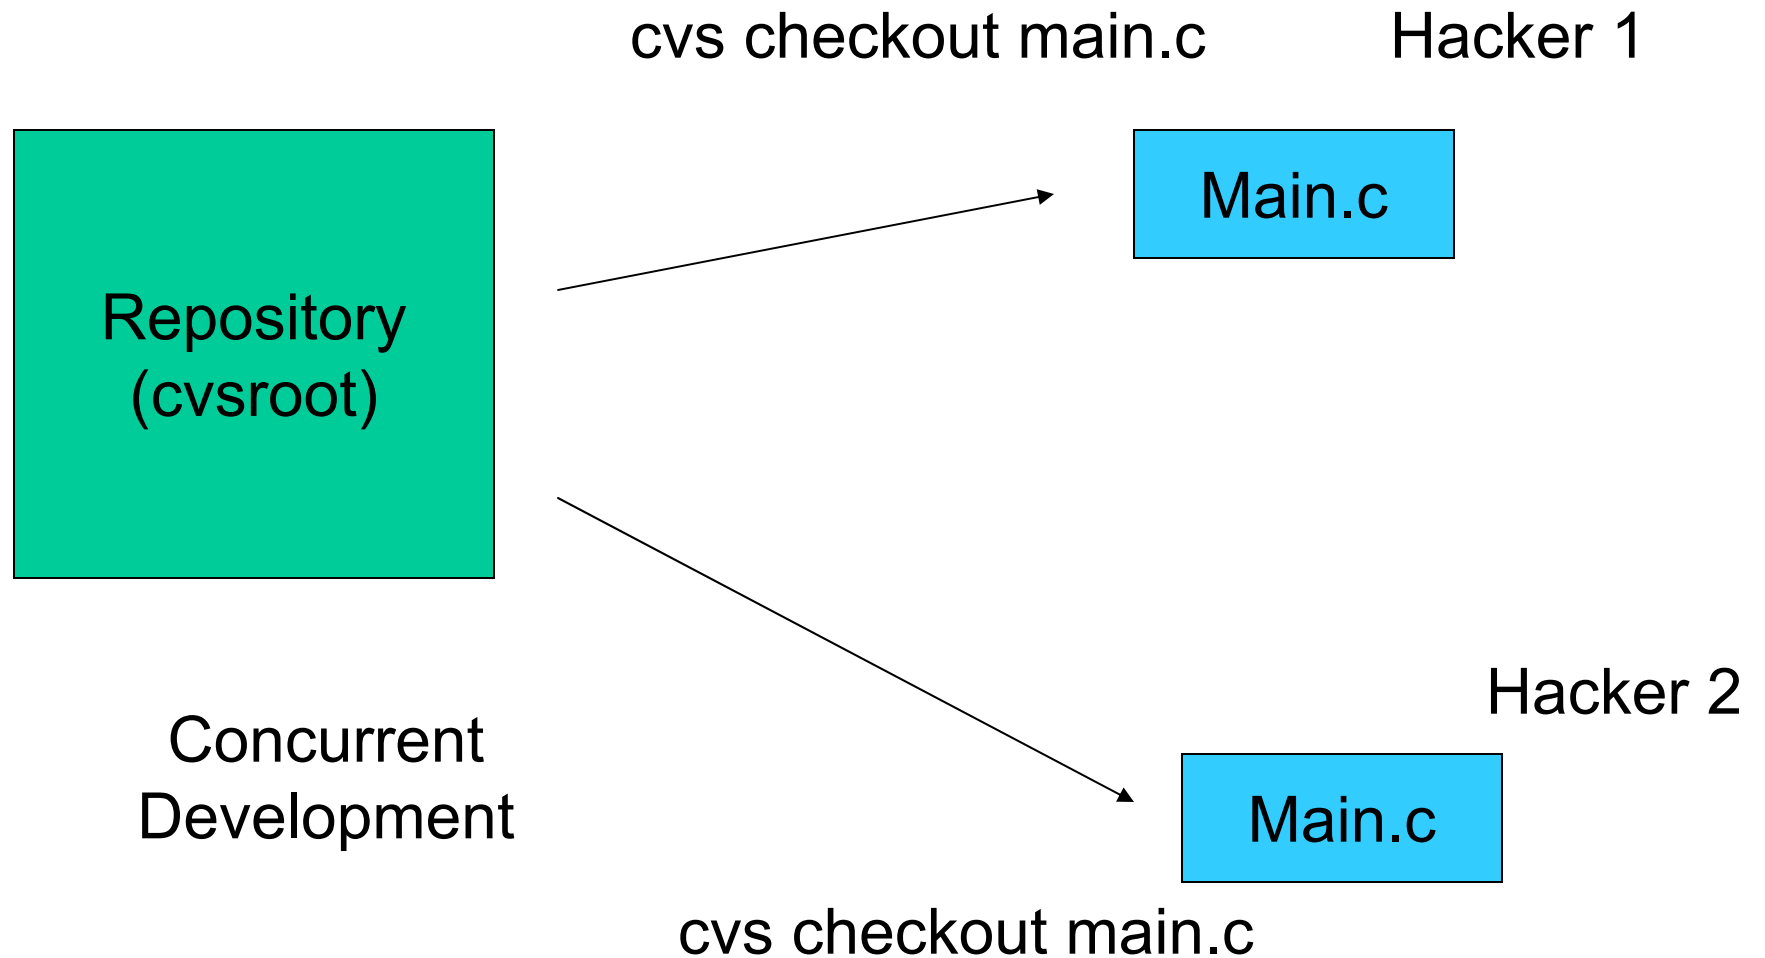 cvs checkout main.c
Hacker 1
Main.c
Repository
(cvsroot)
Hacker 2
Concurrent
Development
Main.c
cvs checkout main.c